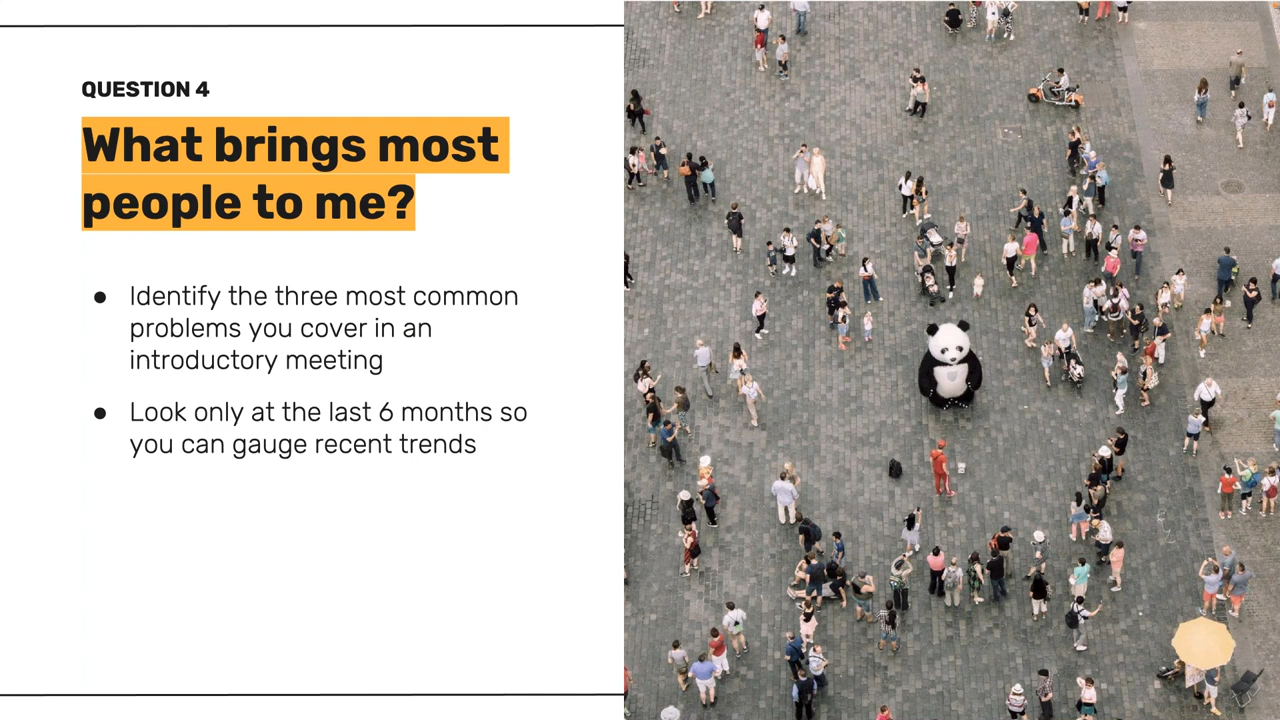 QUESTION 4
What brings most
people to me?
● Identify the three most common
problems you cover in an
introductory meeting
● Look only at the last 6 months so
you can gauge recent trends